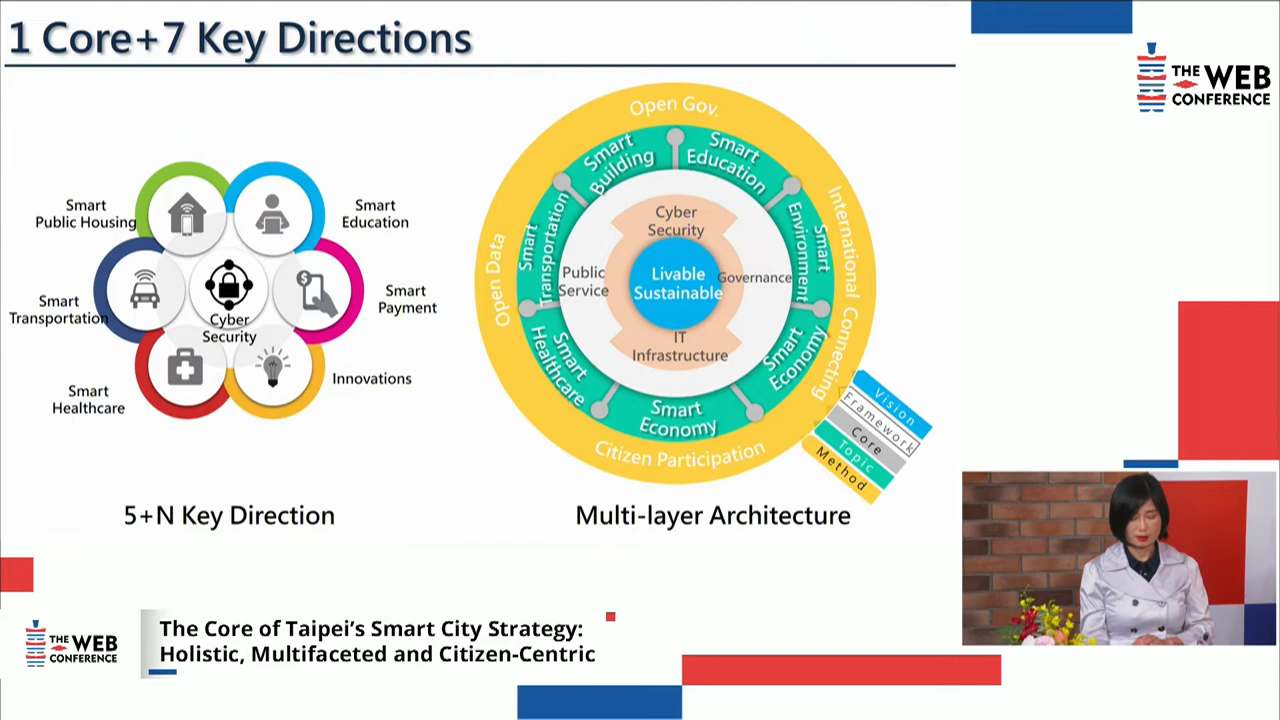 1 Core+7 Key Directions
THE WEB
CONFERENCE
Smart
Public Housing
Smart
Education
Smart
Transportation
Cyber
Security
Smart
Payment
Smart
Healthcare
Innovations
5+N Key Direction
Open Gov.
Open Data
International Connecting
Citizen Participation
Smart
Building
Smart
Education
Smart
Transportation
Smart
Environment
Smart
Healthcare
Smart
Economy
Smart
Economy
Cyber
Security
Public
Service
Livable
Sustainable
Governance
IT
Infrastructure
Vision
Framework
Core
Topic
Method
Multi-layer Architecture
THE WEB
CONFERENCE
The Core of Taipei’s Smart City Strategy:
Holistic, Multifaceted and Citizen-Centric
$